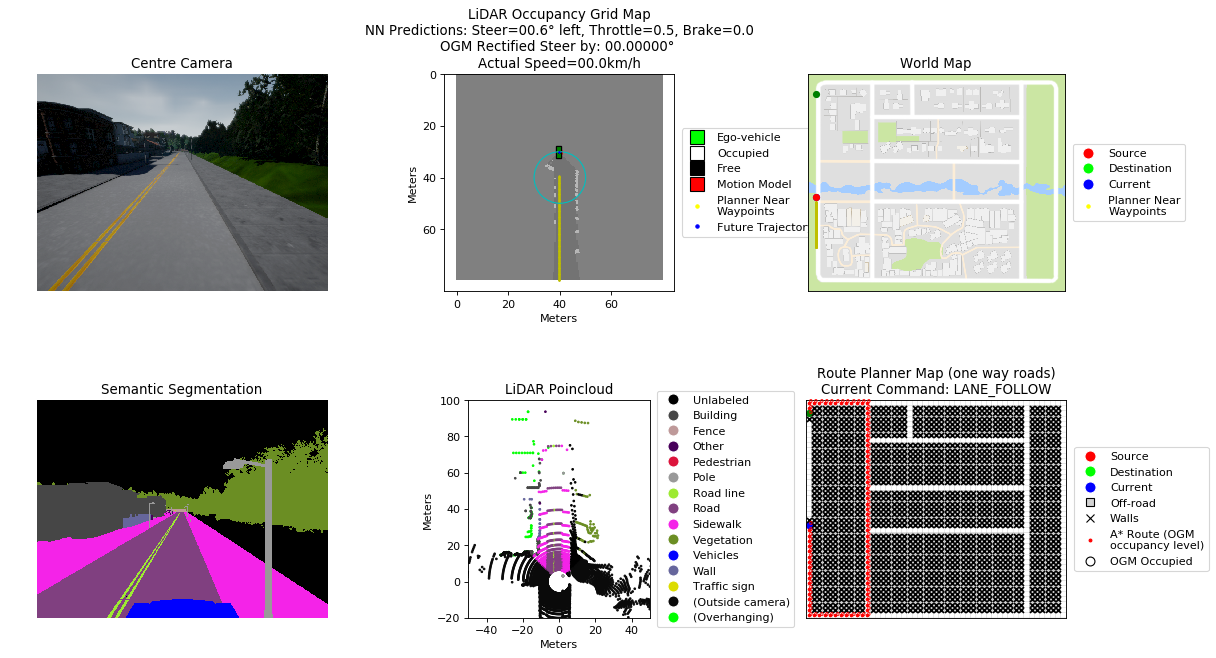 LiDAR Occupancy Grid Map
NN Predictions: Steer=00.6° left, Throttle=0.5, Brake=0.0
OGM Rectified Steer by: 00.00000°
Actual Speed=00.0km/h
Centre Camera
World Map
0
20
40
60
Meters
0
20
40
60
Meters
Ego-vehicle
Occupied
Free
Motion Model
Planner Near
Waypoints
Future Trajector
Source
Destination
Current
Planner Near
Waypoints
Semantic Segmentation
LiDAR Poincloud
Route Planner Map (one way roads)
Current Command: LANE_FOLLOW
100
80
60
40
20
0
−20
Meters
−40
−20
0
20
40
Meters
Unlabeled
Building
Fence
Other
Pedestrian
Pole
Road line
Road
Sidewalk
Vegetation
Vehicles
Wall
Traffic sign
(Outside camera)
(Overhanging)
Source
Destination
Current
Off-road
Walls
A* Route (OGM
occupancy level)
OGM Occupied